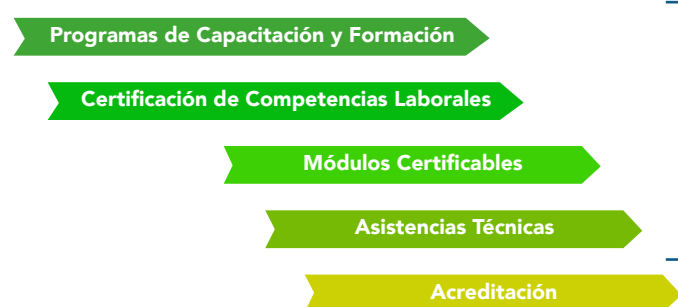 Programas de Capacitación y Formación
Certificación de Competencias Laborales
Módulos Certificables
Asistencias Técnicas
Acreditación